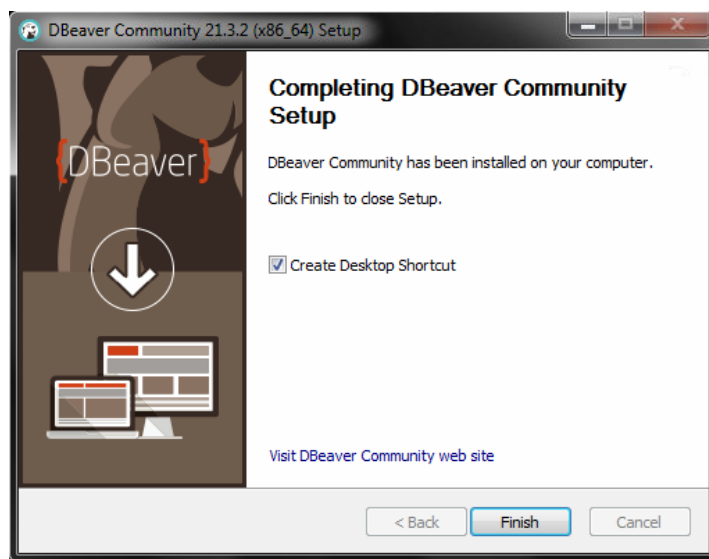 DBeaver Community 21.3.2 (x86_64) Setup
{DBeaver}
Completing DBeaver Community
Setup
DBeaver Community has been installed on your computer.
Click Finish to close Setup.
Create Desktop Shortcut
Visit DBeaver Community web site
< Back
Finish
Cancel